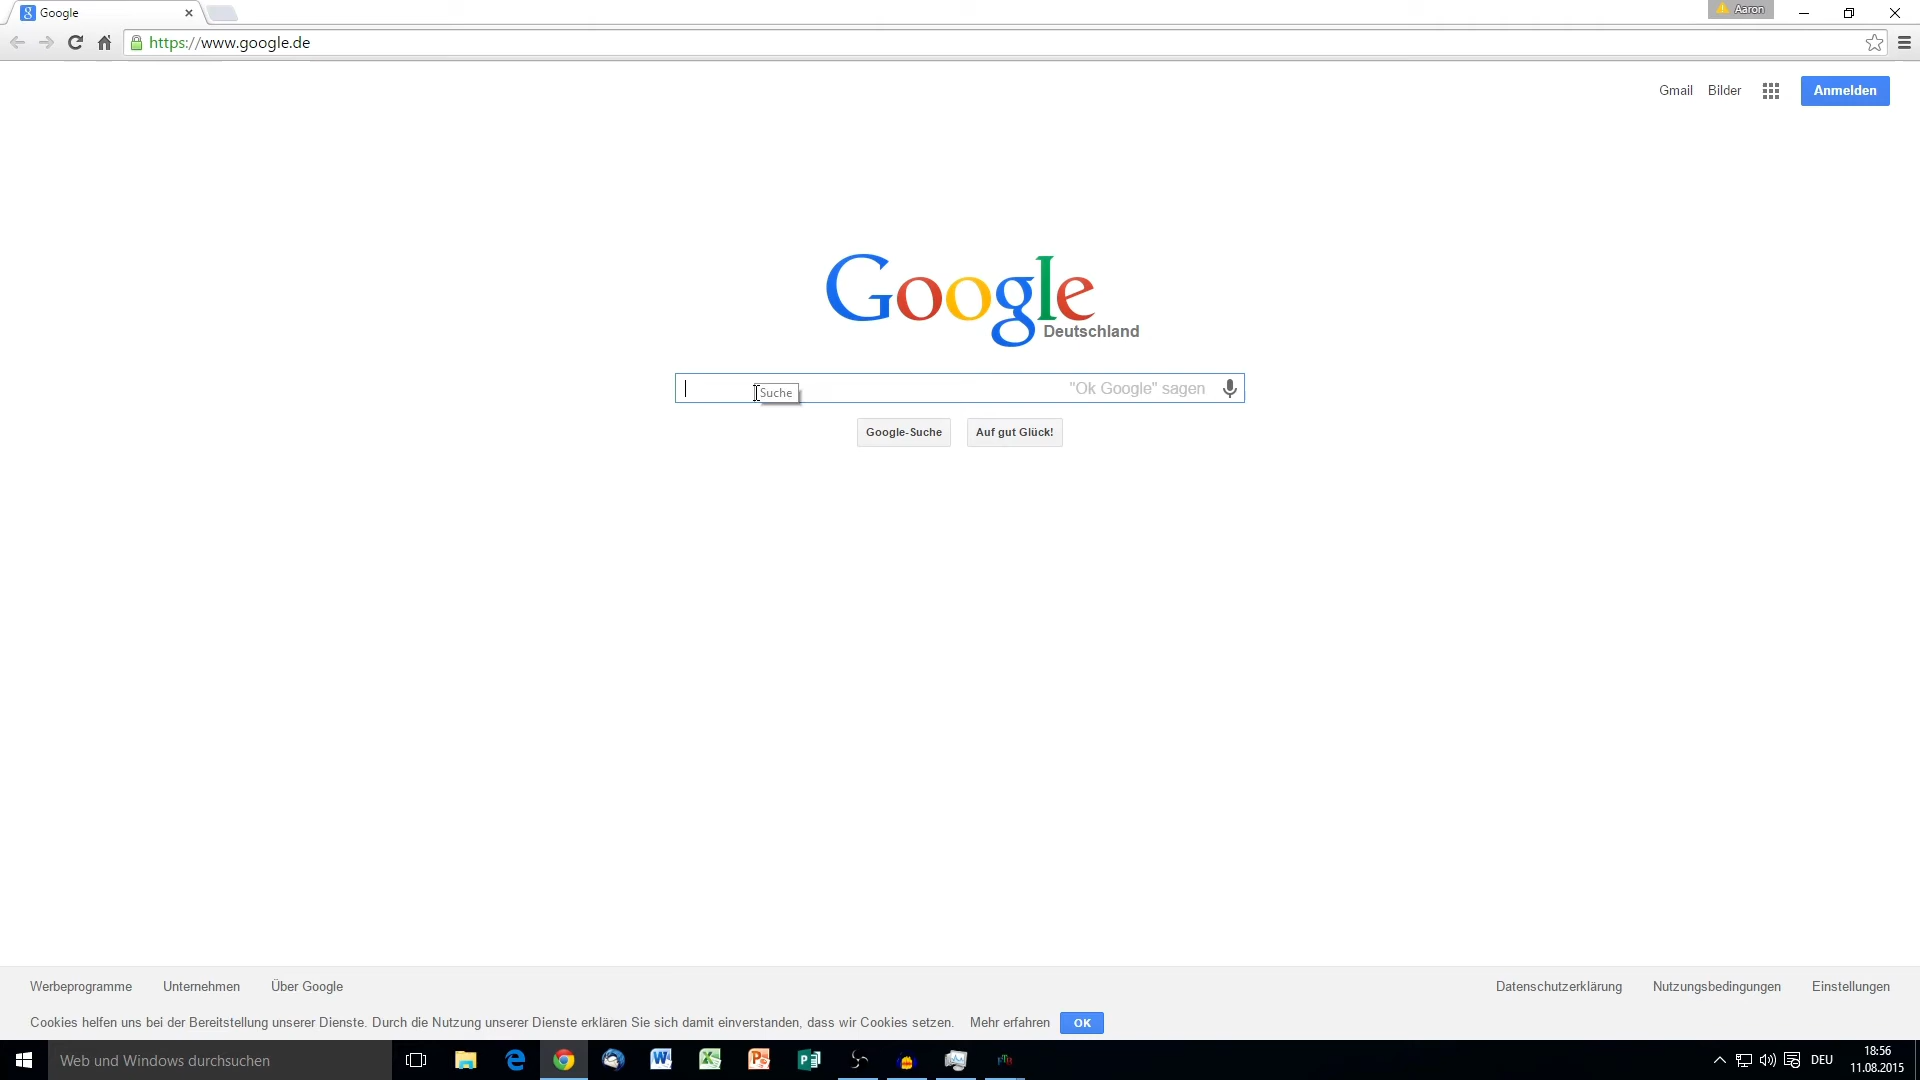 Google
Aaron
https://www.google.de
Gmail Bilder Anmelden
Google
Deutschland
Suche "Ok Google" sagen
Google-Suche Auf gut Glück!
Werbeprogramme Unternehmen Über Google Datenschutzerklärung Nutzungsbedingungen Einstellungen
Cookies helfen uns bei der Bereitstellung unserer Dienste. Durch die Nutzung unserer Dienste erklären Sie sich damit einverstanden, dass wir Cookies setzen. Mehr erfahren OK
Web und Windows durchsuchen DEU
18:56
11.08.2015